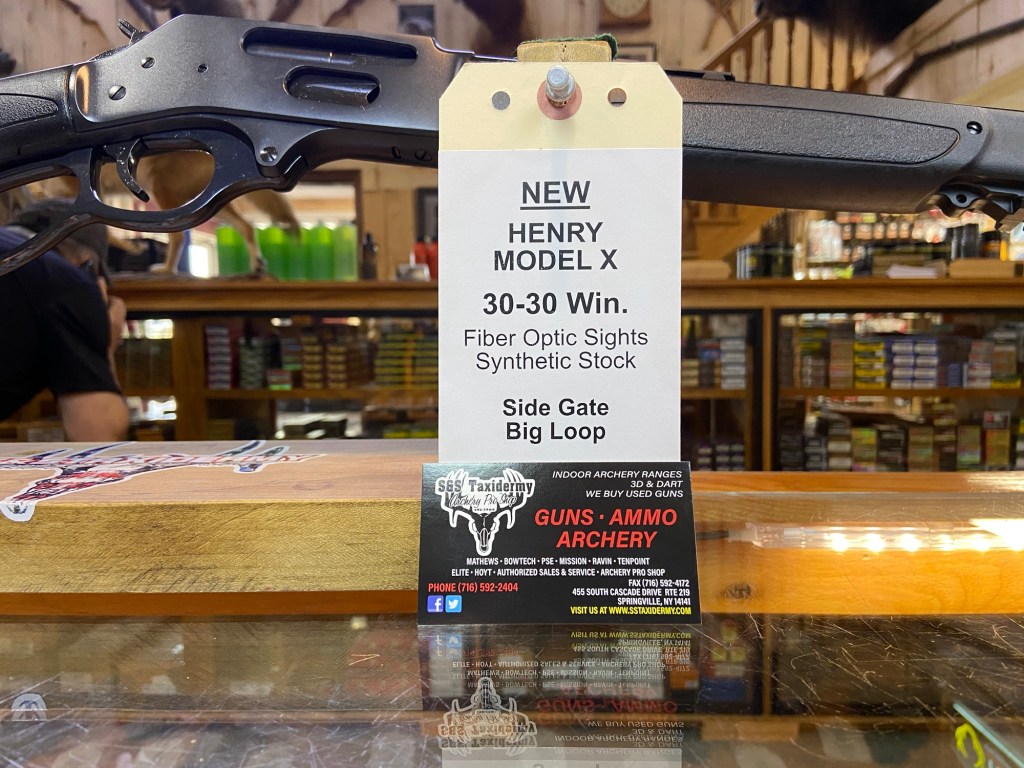 NEW
HENRY
MODEL X
30-30 Win.
Fiber Optic Sights
Synthetic Stock
Side Gate
Big Loop
S&S Taxidermy
Archery Pro Shop
INDOOR ARCHERY RANGES
3D & DART
WE BUY USED GUNS
GUNS · AMMO
ARCHERY
MATHEWS · BOWTECH · PSE · MISSION · RAVIN · TENPOINT
ELITE · HOYT · AUTHORIZED SALES & SERVICE · ARCHERY PRO SHOP
PHONE (716) 592-2404
FAX (716) 592-4172
455 SOUTH CASCADE DRIVE RTE 219
SPRINGVILLE, NY 14141
VISIT US AT WWW.SSTAXIDERMY.COM